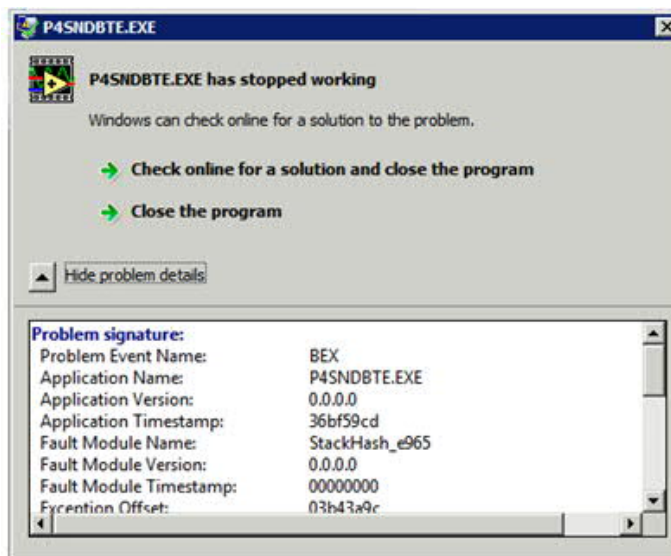 P4SNDBTE.EXE
P4SNDBTE.EXE has stopped working
Windows can check online for a solution to the problem.
Check online for a solution and close the program
Close the program
Hide problem details
Problem signature:
Problem Event Name: BEX
Application Name: P4SNDBTE.EXE
Application Version: 0.0.0.0
Application Timestamp: 36bf59cd
Fault Module Name: StackHash_e965
Fault Module Version: 0.0.0.0
Fault Module Timestamp: 00000000
Exception Offset: 03b43a9c